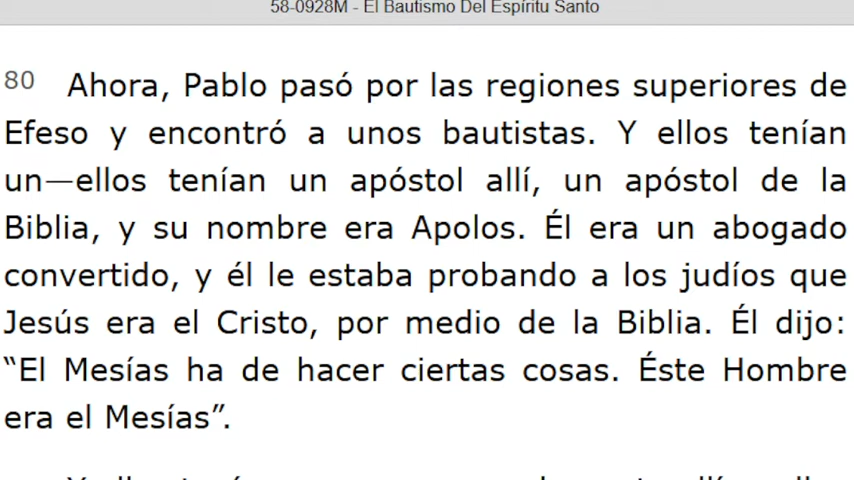 58-0928M - El Bautismo Del Espíritu Santo
80 Ahora, Pablo pasó por las regiones superiores de
Efeso y encontró a unos bautistas. Y ellos tenían
un—ellos tenían un apóstol allí, un apóstol de la
Biblia, y su nombre era Apolos. Él era un abogado
convertido, y él le estaba probando a los judíos que
Jesús era el Cristo, por medio de la Biblia. Él dijo:
“El Mesías ha de hacer ciertas cosas. Éste Hombre
era el Mesías”.